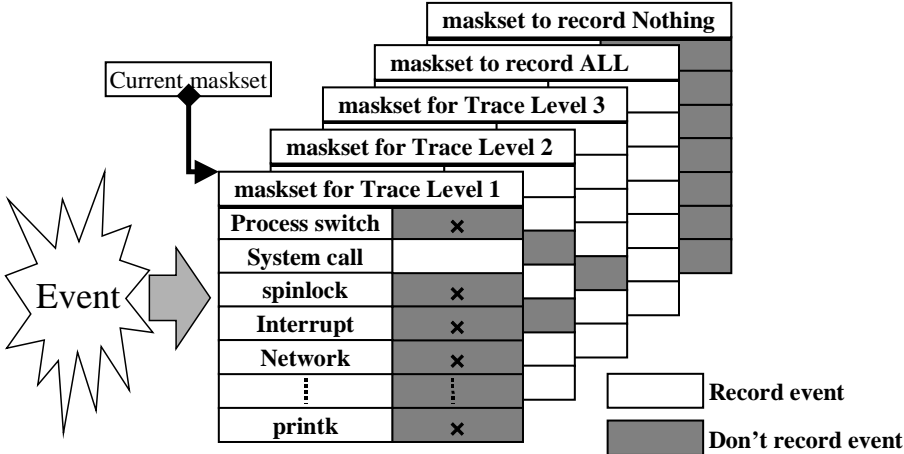 maskset to record Nothing
maskset to record ALL
Current maskset
maskset for Trace Level 3
maskset for Trace Level 2
maskset for Trace Level 1
Process switch ×
System call
spinlock ×
Event
Interrupt ×
Network ×
printk ×
Record event
Don't record event